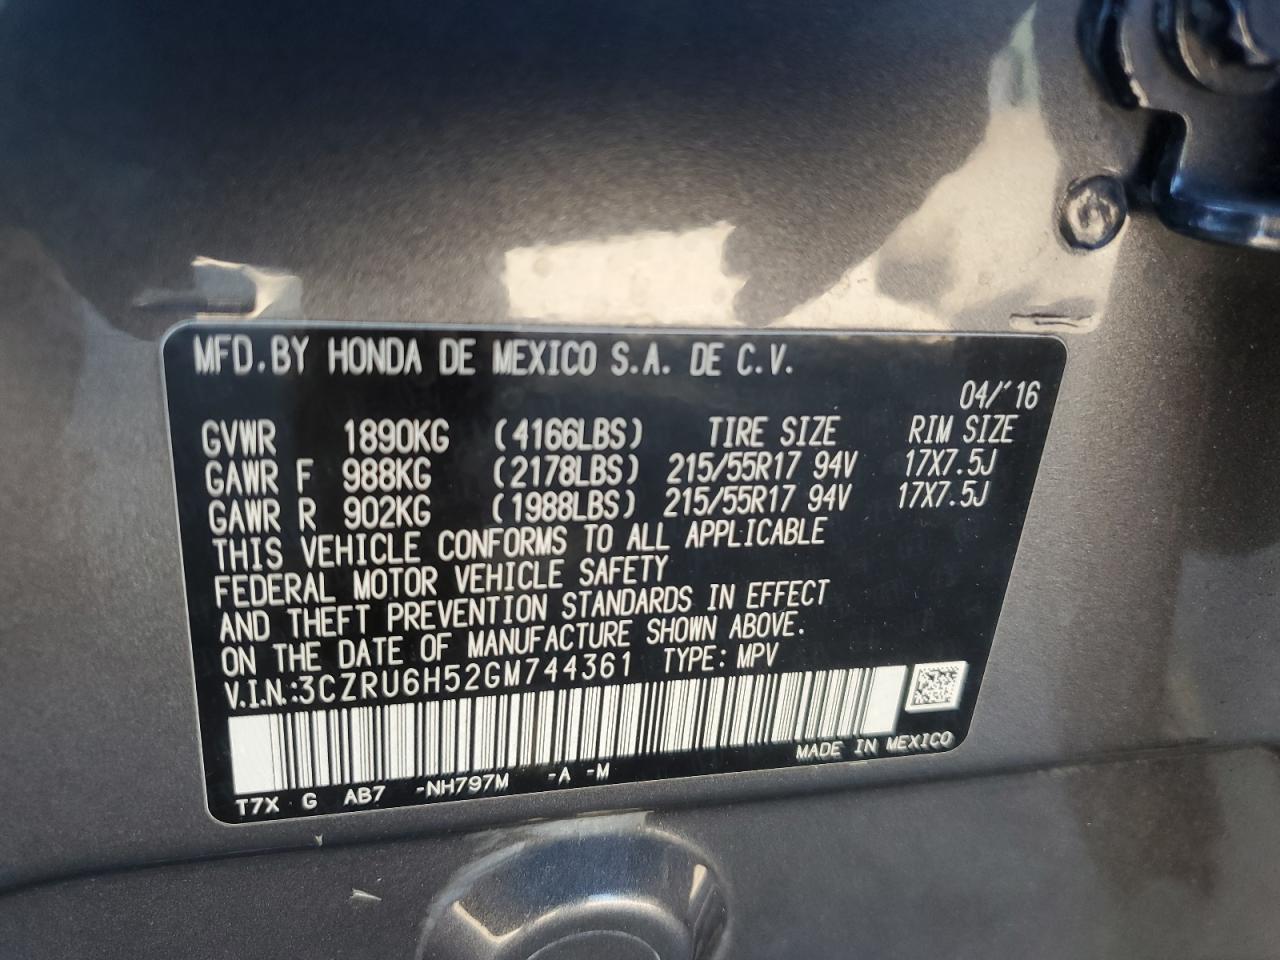 MFD.BY HONDA DE MEXICO S.A. DE C.V.
04/'16
GVWR 1890KG (4166LBS) TIRE SIZE RIM SIZE
GAWR F 988KG (2178LBS) 215/55R17 94V 17X7.5J
GAWR R 902KG (1988LBS) 215/55R17 94V 17X7.5J
THIS VEHICLE CONFORMS TO ALL APPLICABLE
FEDERAL MOTOR VEHICLE SAFETY
AND THEFT PREVENTION STANDARDS IN EFFECT
ON THE DATE OF MANUFACTURE SHOWN ABOVE.
V.I.N.:3CZRU6H52GM744361 TYPE: MPV
MADE IN MEXICO
T7X G AB7 -NH797M -A -M